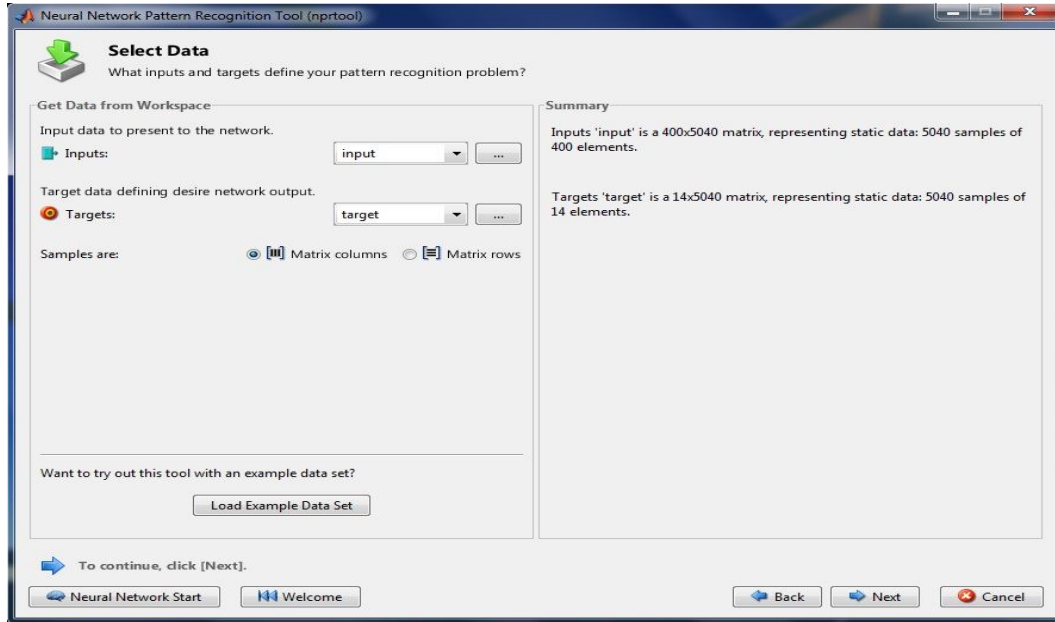 Neural Network Pattern Recognition Tool (nprtool)
Select Data
What inputs and targets define your pattern recognition problem?
Get Data from Workspace
Input data to present to the network.
Inputs:
input
...
Target data defining desire network output.
Targets:
target
...
Samples are:
Matrix columns
Matrix rows
Want to try out this tool with an example data set?
Load Example Data Set
Summary
Inputs 'input' is a 400x5040 matrix, representing static data: 5040 samples of
400 elements.
Targets 'target' is a 14x5040 matrix, representing static data: 5040 samples of
14 elements.
To continue, click [Next].
Neural Network Start
Welcome
Back
Next
Cancel